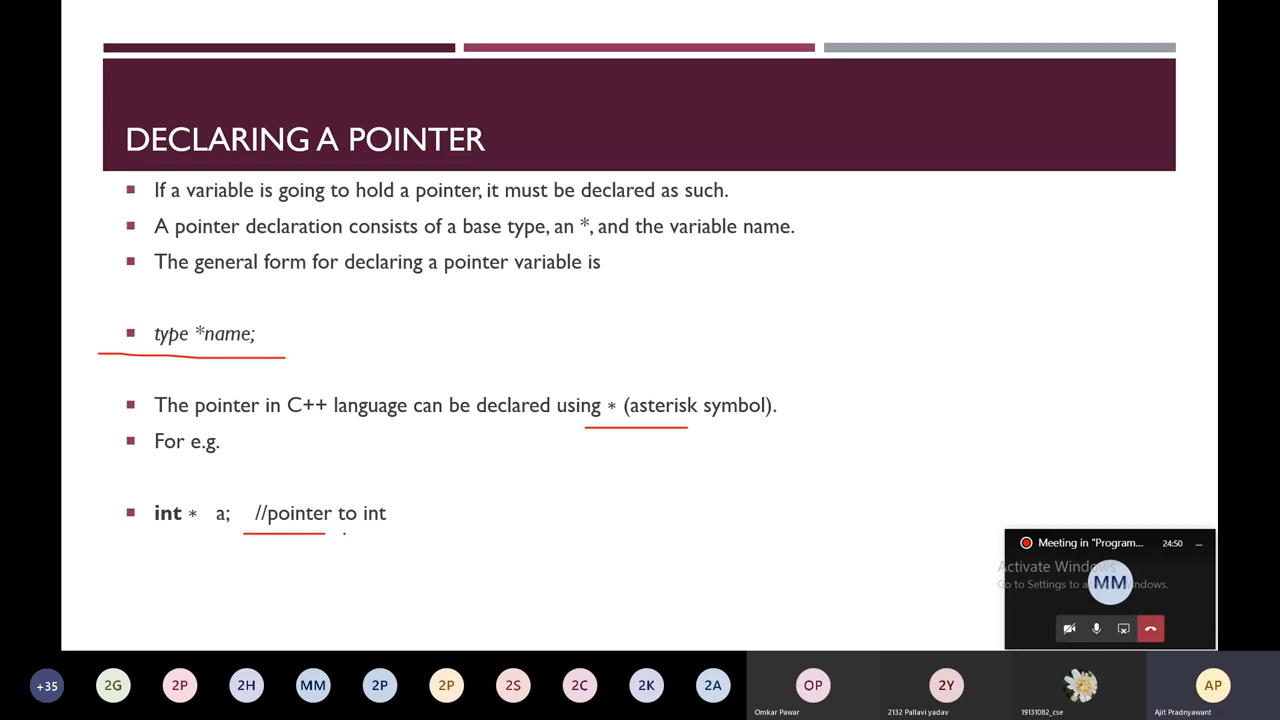 DECLARING A POINTER
If a variable is going to hold a pointer, it must be declared as such.
A pointer declaration consists of a base type, an *, and the variable name.
The general form for declaring a pointer variable is
type *name;
The pointer in C++ language can be declared using * (asterisk symbol).
For e.g.
int * a; //pointer to int
Meeting in "Program... 24:50
Activate Windows
Go to Settings to a
ndows.
MM
+35 2G 2P 2H MM 2P 2P 2S 2C 2K 2A OP 2Y AP
Omkar Pawar 2132 Pallavi yadav 19131082_cse Ajit Pradnyawant